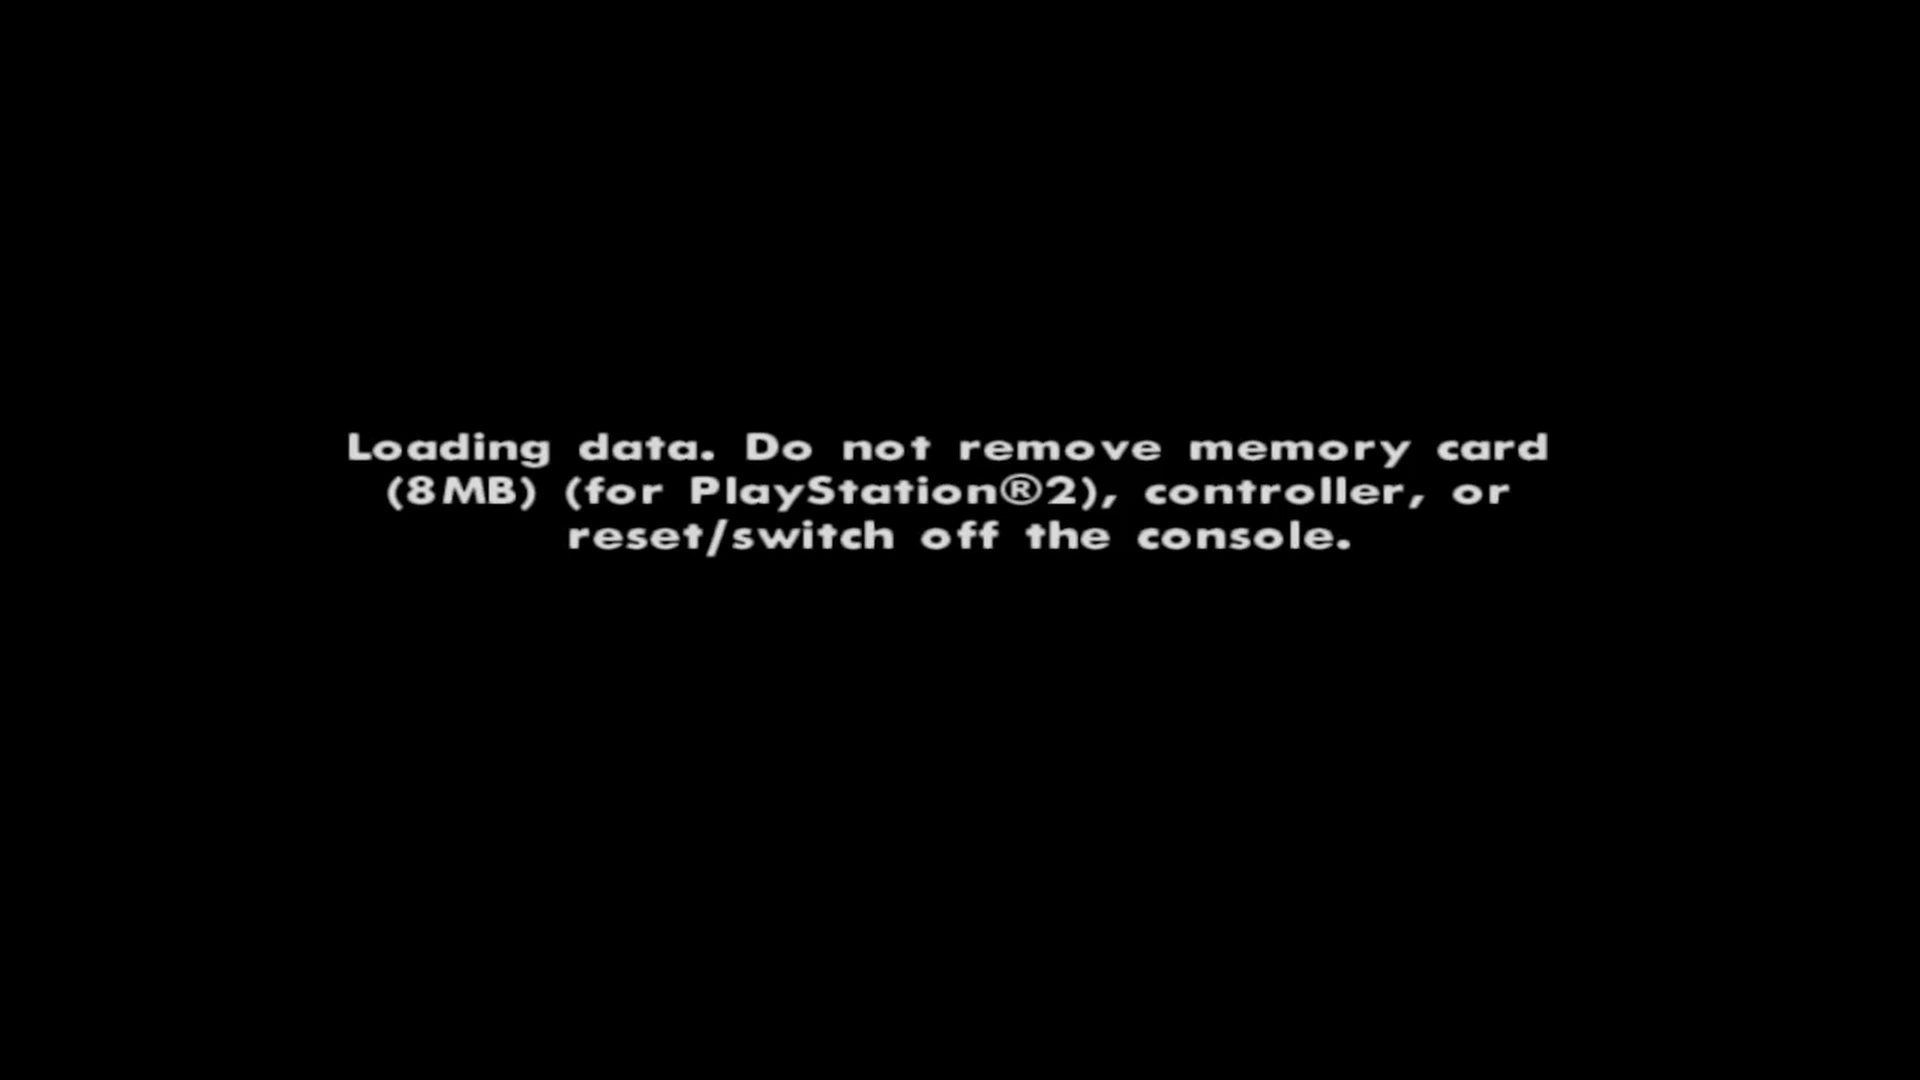 Loading data. Do not remove memory card
(8MB) (for PlayStation®2), controller, or
reset/switch off the console.